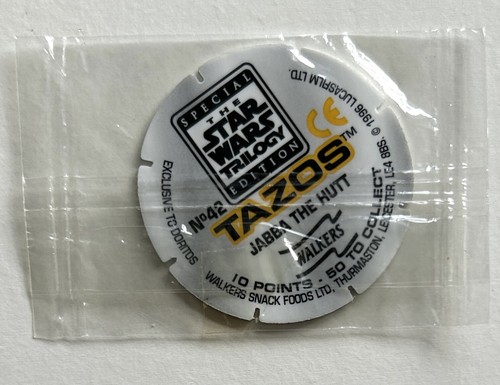 SPECIAL
THE
STAR
WARS
TRILOGY
EDITION
© 1996 LUCASFILM LTD.
CE
TAZOS™
No42
JABBA THE HUTT
WALKERS
10 POINTS - 50 TO COLLECT
EXCLUSIVE TO DORITOS
WALKERS SNACK FOODS LTD, THURMASTON, LEICESTER, LE4 8BS.